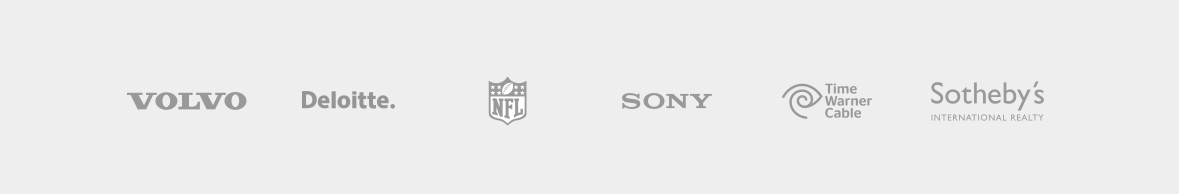 VOLVO
Deloitte.
NFL
SONY
Time
Warner
Cable
Sotheby's
INTERNATIONAL REALTY